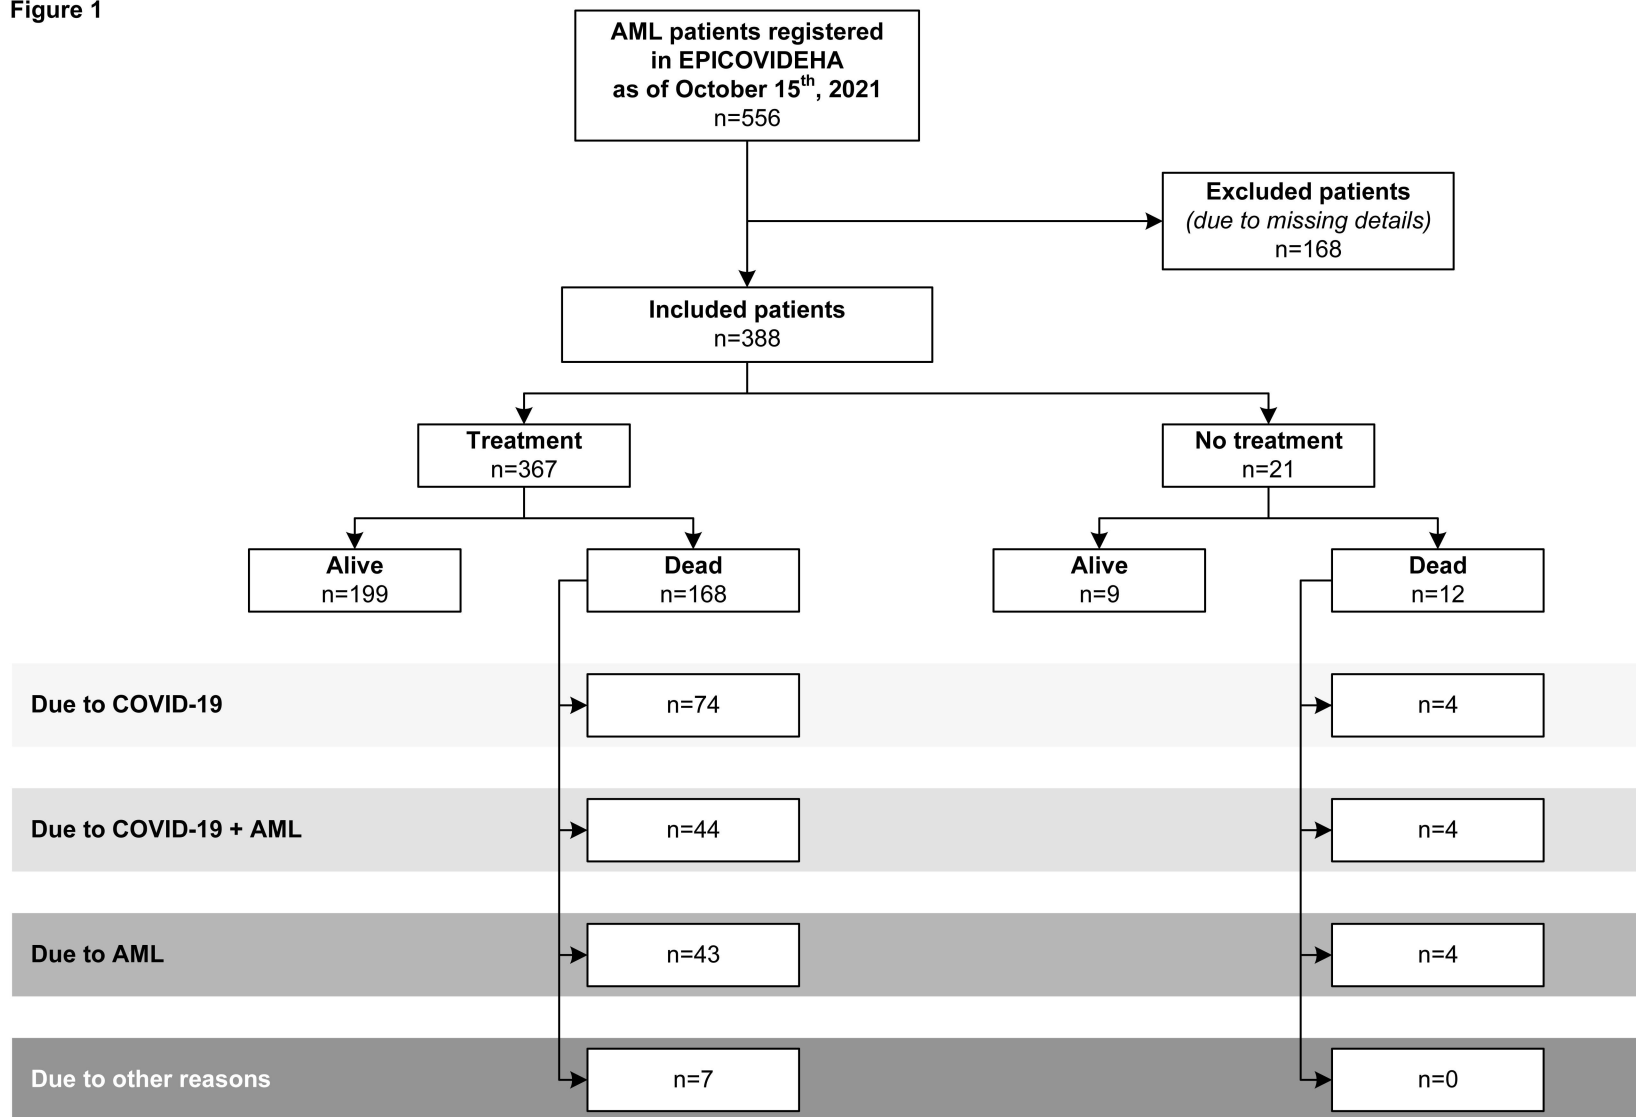 Figure 1
AML patients registered
in EPICOVIDEHA
as of October 15th, 2021
n=556
Excluded patients
(due to missing details)
n=168
Included patients
n=388
Treatment
n=367
No treatment
n=21
Alive
n=199
Dead
n=168
Alive
n=9
Dead
n=12
Due to COVID-19
n=74
n=4
Due to COVID-19 + AML
n=44
n=4
Due to AML
n=43
n=4
Due to other reasons
n=7
n=0